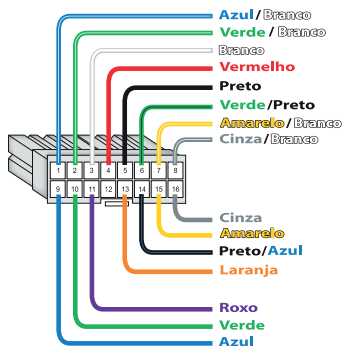 Azul/Branco
Verde/Branco
Branco
Vermelho
Preto
Verde/Preto
Amarelo/Branco
Cinza/Branco
1 2 3 4 5 6 7 8
9 10 11 12 13 14 15 16
Cinza
Amarelo
Preto/Azul
Laranja
Roxo
Verde
Azul